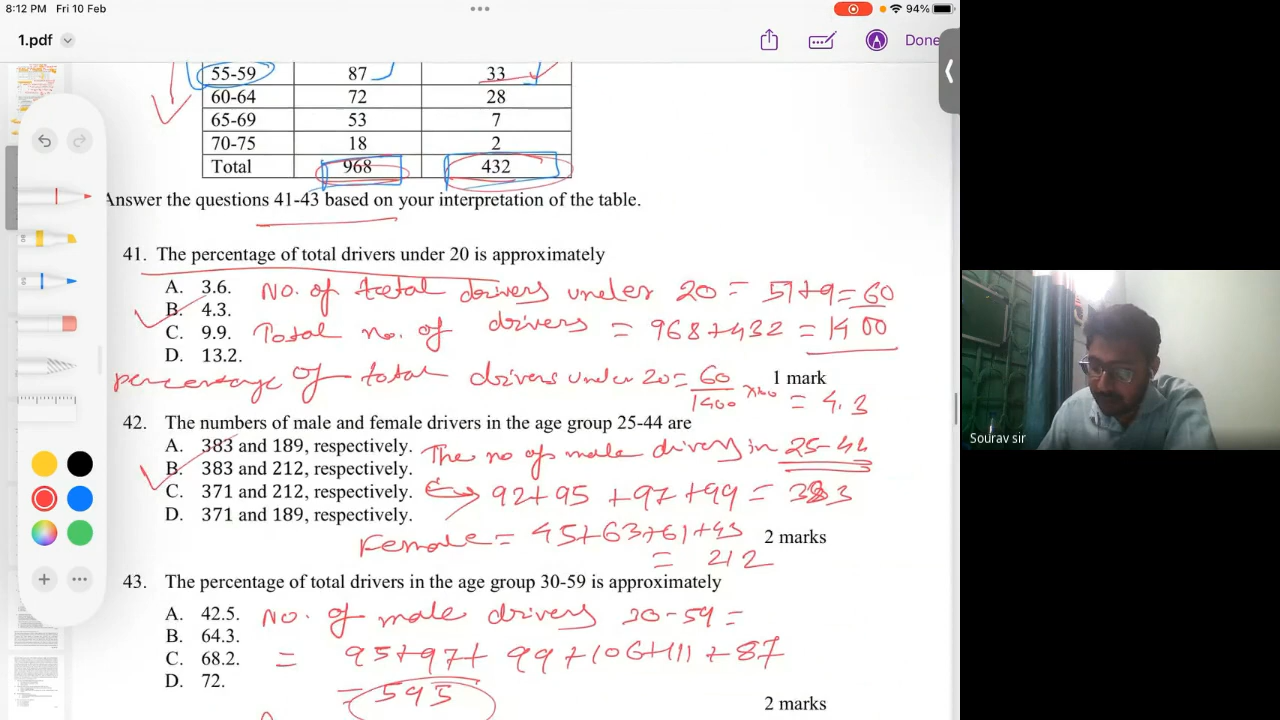 8:12 PM Fri 10 Feb
94%
1.pdf
Done
55-59 87 33
60-64 72 28
65-69 53 7
70-75 18 2
Total 968 432
Answer the questions 41-43 based on your interpretation of the table.
41. The percentage of total drivers under 20 is approximately
A. 3.6.
No. of total drivers under 20 = 51+9 = 60
B. 4.3.
C. 9.9.
Total no. of drivers = 968+432 = 1400
D. 13.2.
percentage of total drivers under 20 = 60/1400 ×100 = 4.3
1 mark
42. The numbers of male and female drivers in the age group 25-44 are
A. 383 and 189, respectively.
The no of male drivers in 25-44
B. 383 and 212, respectively.
C. 371 and 212, respectively.
92+95+97+99 = 383
D. 371 and 189, respectively.
Female = 45+63+61+43
2 marks
= 212
43. The percentage of total drivers in the age group 30-59 is approximately
A. 42.5.
No. of male drivers 30-59 =
B. 64.3.
C. 68.2.
= 95+97+99+106+111+87
D. 72.
= 595
2 marks
Sourav sir